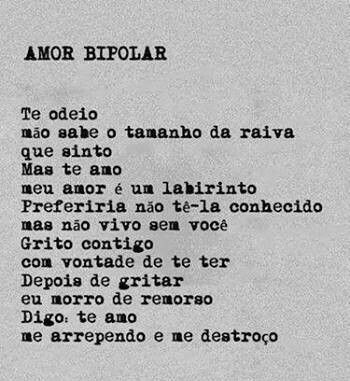 AMOR BIPOLAR
Te odeio
não sabe o tamanho da raiva
que sinto
Mas te amo
meu amor é um labirinto
Preferiria não tê-la conhecido
mas não vivo sem você
Grito contigo
com vontade de te ter
Depois de gritar
eu morro de remorso
Digo: te amo
me arrependo e me destroço